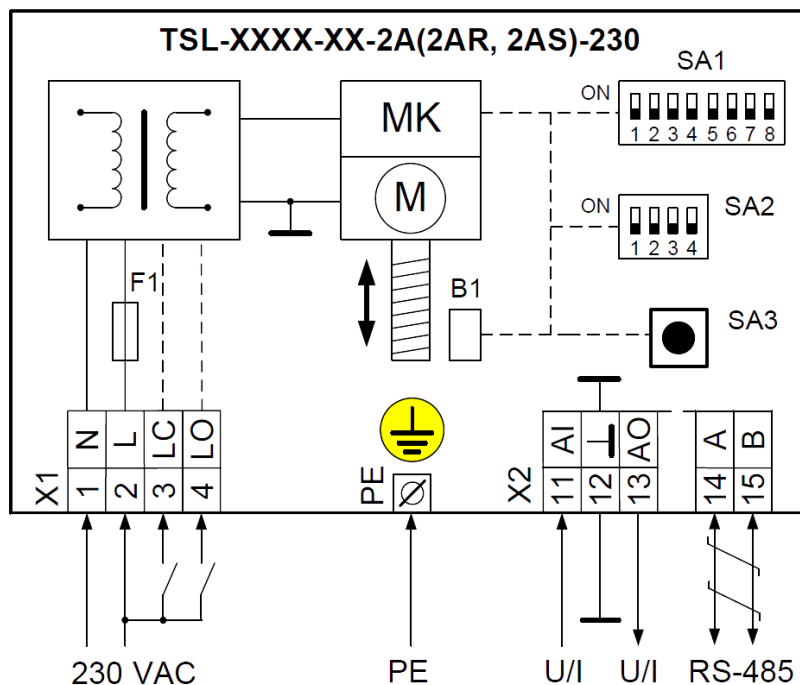 TSL-XXXX-XX-2A(2AR, 2AS)-230
SA1
ON
1 2 3 4 5 6 7 8
MK
M
ON
1 2 3 4
SA2
F1
B1
SA3
X1
N L LC LO
1 2 3 4
PE
X2
AI AO A B
11 12 13 14 15
230 VAC
PE
U/I U/I RS-485